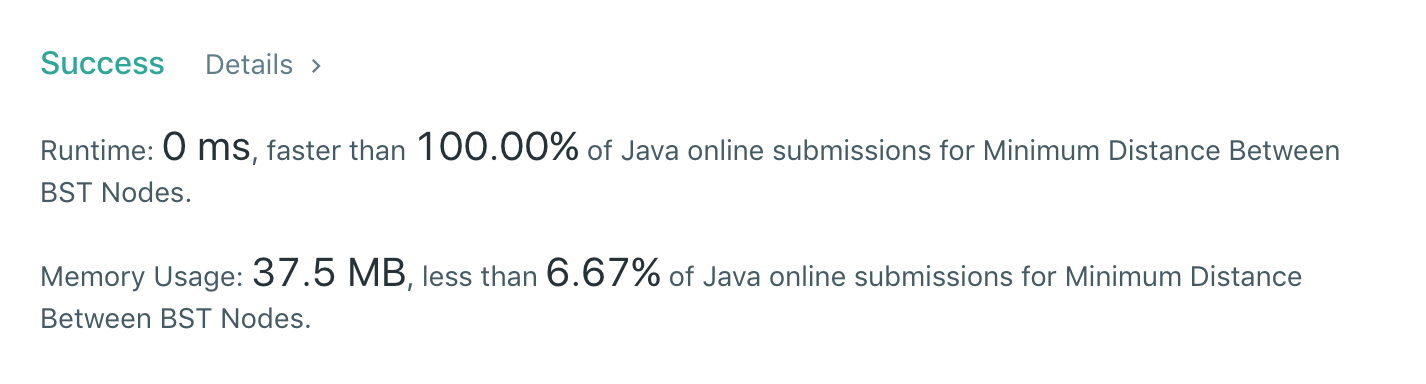 Success Details >
Runtime: 0 ms, faster than 100.00% of Java online submissions for Minimum Distance Between
BST Nodes.
Memory Usage: 37.5 MB, less than 6.67% of Java online submissions for Minimum Distance
Between BST Nodes.